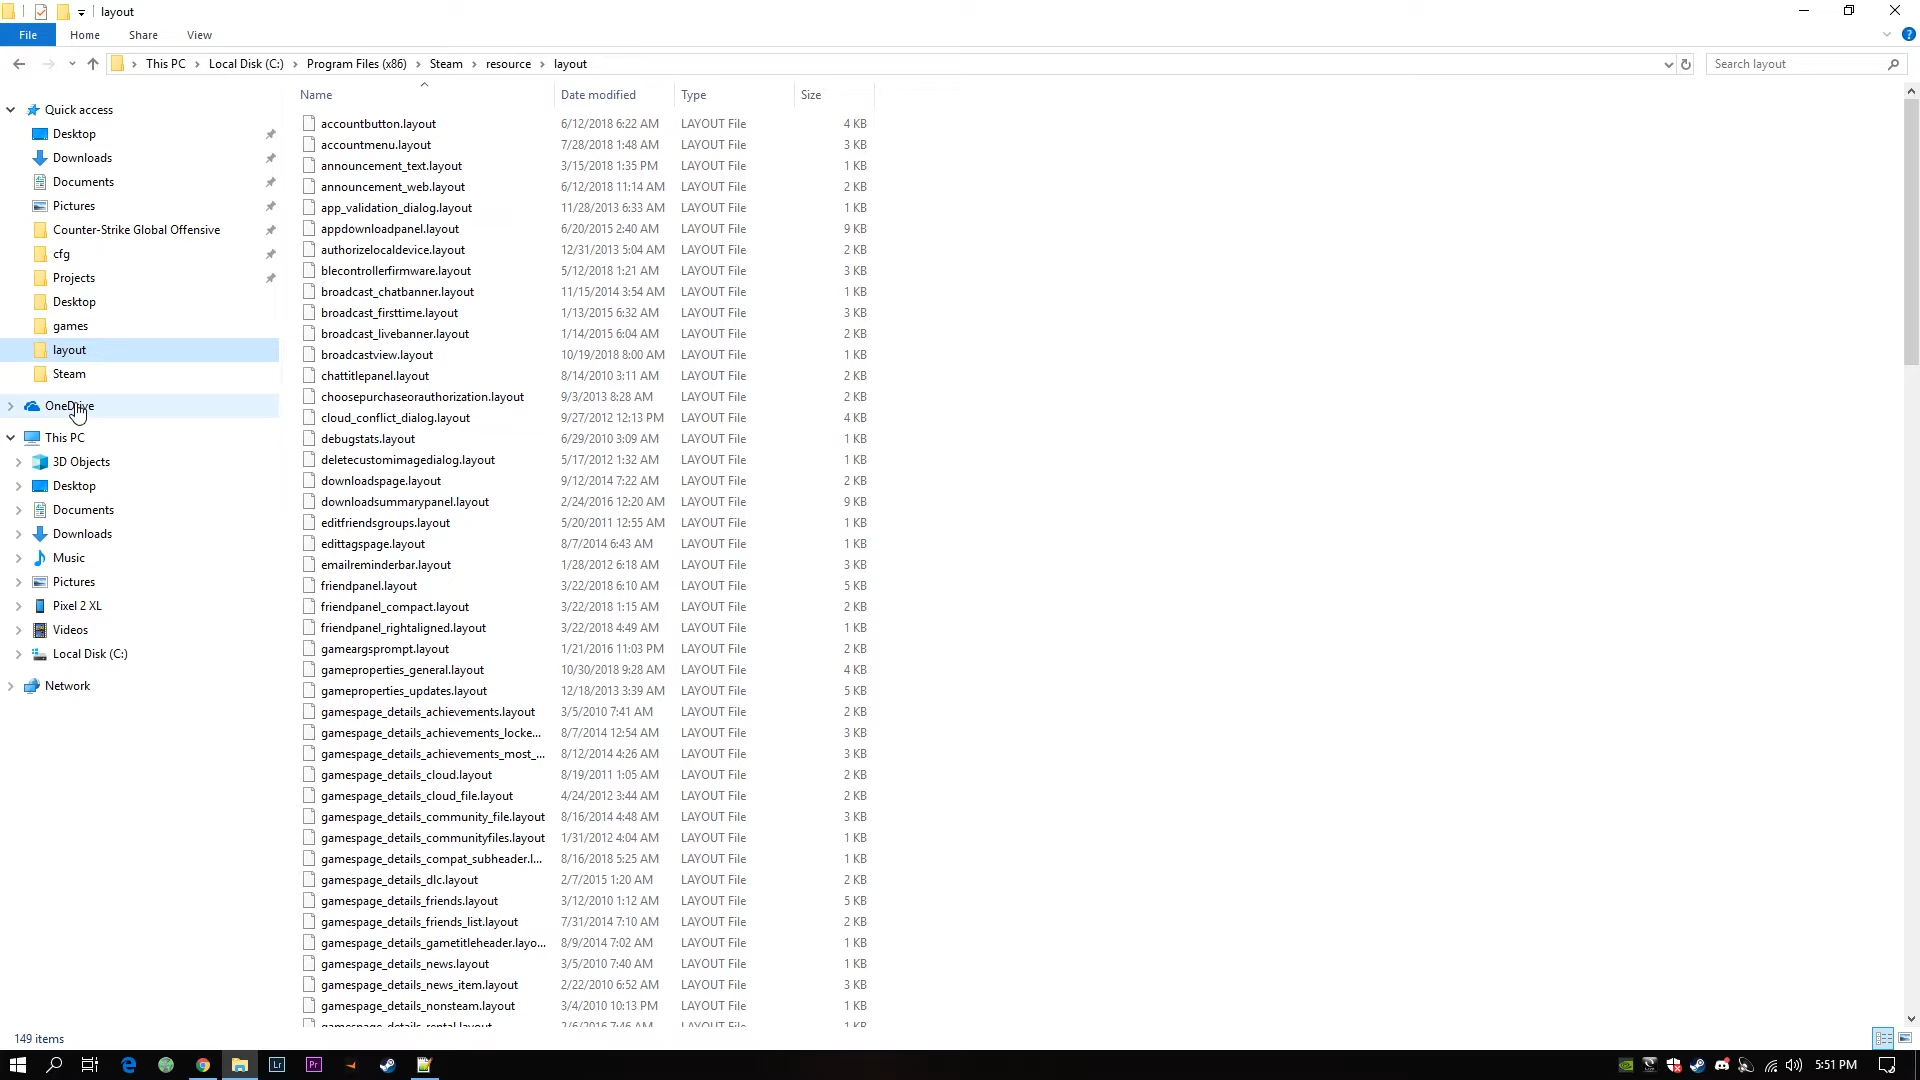 layout
File Home Share View
This PC Local Disk (C:) Program Files (x86) Steam resource layout
Search layout
Quick access
Desktop
Downloads
Documents
Pictures
Counter-Strike Global Offensive
cfg
Projects
Desktop
games
layout
Steam
OneDrive
This PC
3D Objects
Desktop
Documents
Downloads
Music
Pictures
Pixel 2 XL
Videos
Local Disk (C:)
Network
Name Date modified Type Size
accountbutton.layout 6/12/2018 6:22 AM LAYOUT File 4 KB
accountmenu.layout 7/28/2018 1:48 AM LAYOUT File 3 KB
announcement_text.layout 3/15/2018 1:35 PM LAYOUT File 1 KB
announcement_web.layout 6/12/2018 11:14 AM LAYOUT File 2 KB
app_validation_dialog.layout 11/28/2013 6:33 AM LAYOUT File 1 KB
appdownloadpanel.layout 6/20/2015 2:40 AM LAYOUT File 9 KB
authorizelocaldevice.layout 12/31/2013 5:04 AM LAYOUT File 2 KB
blecontrollerfirmware.layout 5/12/2018 1:21 AM LAYOUT File 3 KB
broadcast_chatbanner.layout 11/15/2014 3:54 AM LAYOUT File 1 KB
broadcast_firsttime.layout 1/13/2015 6:32 AM LAYOUT File 3 KB
broadcast_livebanner.layout 1/14/2015 6:04 AM LAYOUT File 2 KB
broadcastview.layout 10/19/2018 8:00 AM LAYOUT File 1 KB
chattitlepanel.layout 8/14/2010 3:11 AM LAYOUT File 2 KB
choosepurchaseorauthorization.layout 9/3/2013 8:28 AM LAYOUT File 2 KB
cloud_conflict_dialog.layout 9/27/2012 12:13 PM LAYOUT File 4 KB
debugstats.layout 6/29/2010 3:09 AM LAYOUT File 1 KB
deletecustomimagedialog.layout 5/17/2012 1:32 AM LAYOUT File 1 KB
downloadspage.layout 9/12/2014 7:22 AM LAYOUT File 2 KB
downloadsummarypanel.layout 2/24/2016 12:20 AM LAYOUT File 9 KB
editfriendsgroups.layout 5/20/2011 12:55 AM LAYOUT File 1 KB
edittagspage.layout 8/7/2014 6:43 AM LAYOUT File 1 KB
emailreminderbar.layout 1/28/2012 6:18 AM LAYOUT File 3 KB
friendpanel.layout 3/22/2018 6:10 AM LAYOUT File 5 KB
friendpanel_compact.layout 3/22/2018 1:15 AM LAYOUT File 2 KB
friendpanel_rightaligned.layout 3/22/2018 4:49 AM LAYOUT File 1 KB
gameargsprompt.layout 1/21/2016 11:03 PM LAYOUT File 2 KB
gameproperties_general.layout 10/30/2018 9:28 AM LAYOUT File 4 KB
gameproperties_updates.layout 12/18/2013 3:39 AM LAYOUT File 5 KB
gamespage_details_achievements.layout 3/5/2010 7:41 AM LAYOUT File 2 KB
gamespage_details_achievements_locke... 8/7/2014 12:54 AM LAYOUT File 3 KB
gamespage_details_achievements_most_... 8/12/2014 4:26 AM LAYOUT File 3 KB
gamespage_details_cloud.layout 8/19/2011 1:05 AM LAYOUT File 2 KB
gamespage_details_cloud_file.layout 4/24/2012 3:44 AM LAYOUT File 2 KB
gamespage_details_community_file.layout 8/16/2014 4:48 AM LAYOUT File 3 KB
gamespage_details_communityfiles.layout 1/31/2012 4:04 AM LAYOUT File 1 KB
gamespage_details_compat_subheader.l... 8/16/2018 5:25 AM LAYOUT File 1 KB
gamespage_details_dlc.layout 2/7/2015 1:20 AM LAYOUT File 2 KB
gamespage_details_friends.layout 3/12/2010 1:12 AM LAYOUT File 5 KB
gamespage_details_friends_list.layout 7/31/2014 7:10 AM LAYOUT File 2 KB
gamespage_details_gametitleheader.layo... 8/9/2014 7:02 AM LAYOUT File 1 KB
gamespage_details_news.layout 3/5/2010 7:40 AM LAYOUT File 1 KB
gamespage_details_news_item.layout 2/22/2010 6:52 AM LAYOUT File 3 KB
gamespage_details_nonsteam.layout 3/4/2010 10:13 PM LAYOUT File 1 KB
gamespage_details_rental.layout 2/6/2016 7:46 AM LAYOUT File 1 KB
149 items
Lr Pr 5:51 PM